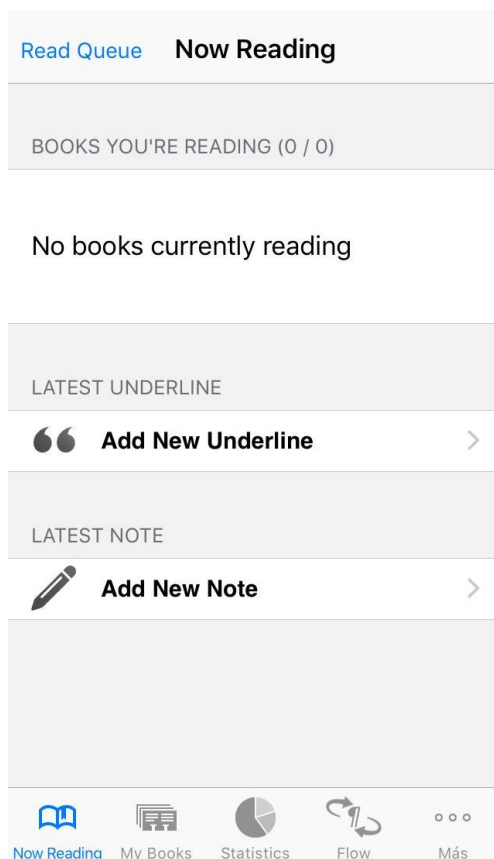 Read Queue Now Reading
BOOKS YOU'RE READING (0 / 0)
No books currently reading
LATEST UNDERLINE
Add New Underline
LATEST NOTE
Add New Note
Now Reading My Books Statistics Flow Más